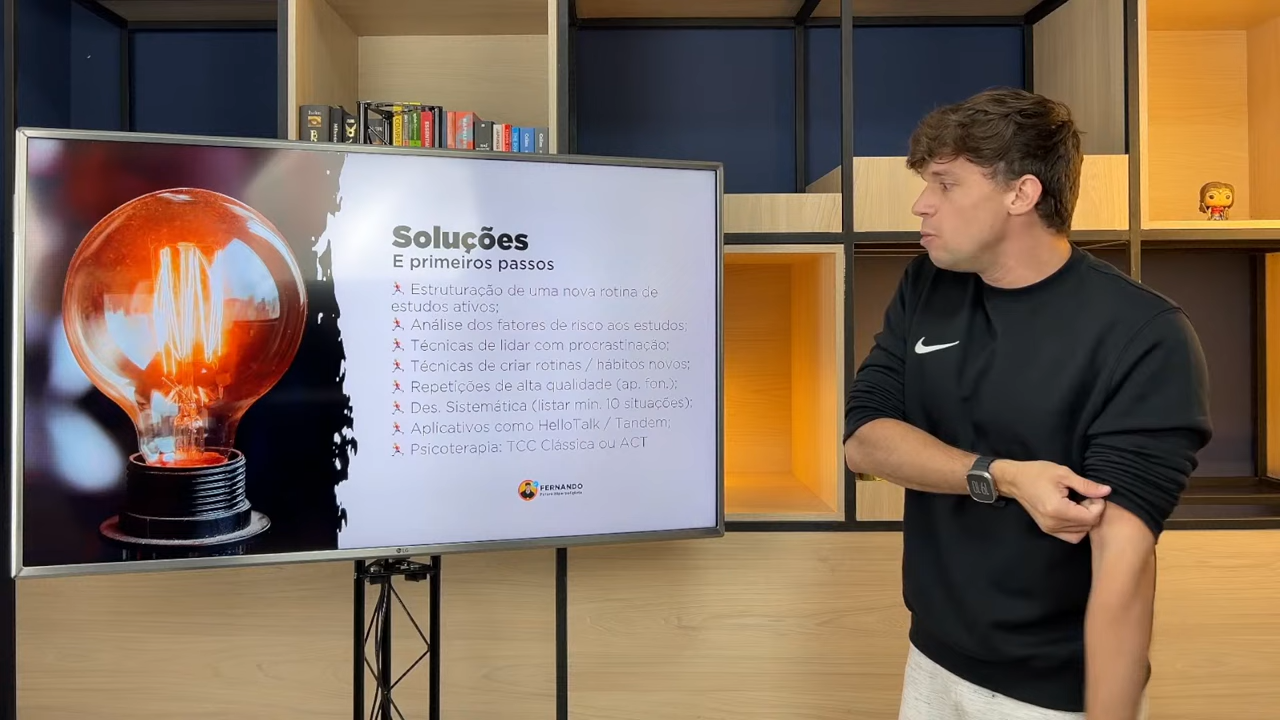 Soluções
E primeiros passos
Estruturação de uma nova rotina de
estudos ativos;
Análise dos fatores de risco aos estudos;
Técnicas de lidar com procrastinação;
Técnicas de criar rotinas / hábitos novos;
Repetições de alta qualidade (ap. fon.);
Des. Sistemática (listar mín. 10 situações);
Aplicativos como HelloTalk / Tandem;
Psicoterapia: TCC Clássica ou ACT
FERNANDO
LG